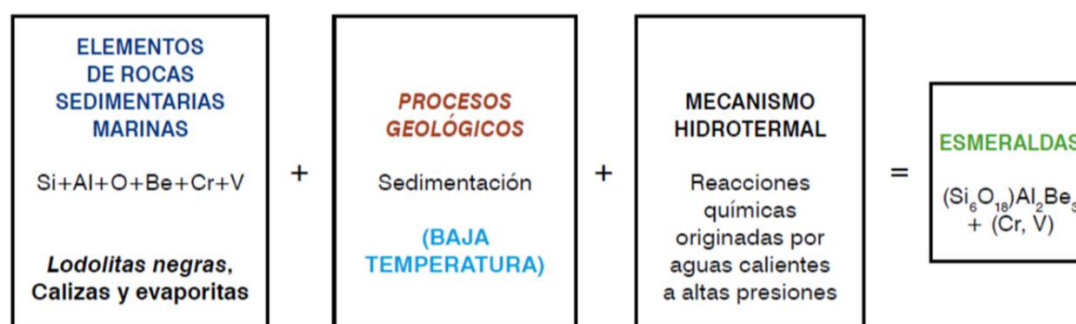 ELEMENTOS
DE ROCAS
SEDIMENTARIAS
MARINAS
Si+Al+O+Be+Cr+V
Lodolitas negras,
Calizas y evaporitas
+
PROCESOS
GEOLÓGICOS
Sedimentación
(BAJA
TEMPERATURA)
+
MECANISMO
HIDROTERMAL
Reacciones
químicas
originadas por
aguas calientes
a altas presiones
=
ESMERALDAS
(Si₆O₁₈)Al₂Be₃
+ (Cr, V)